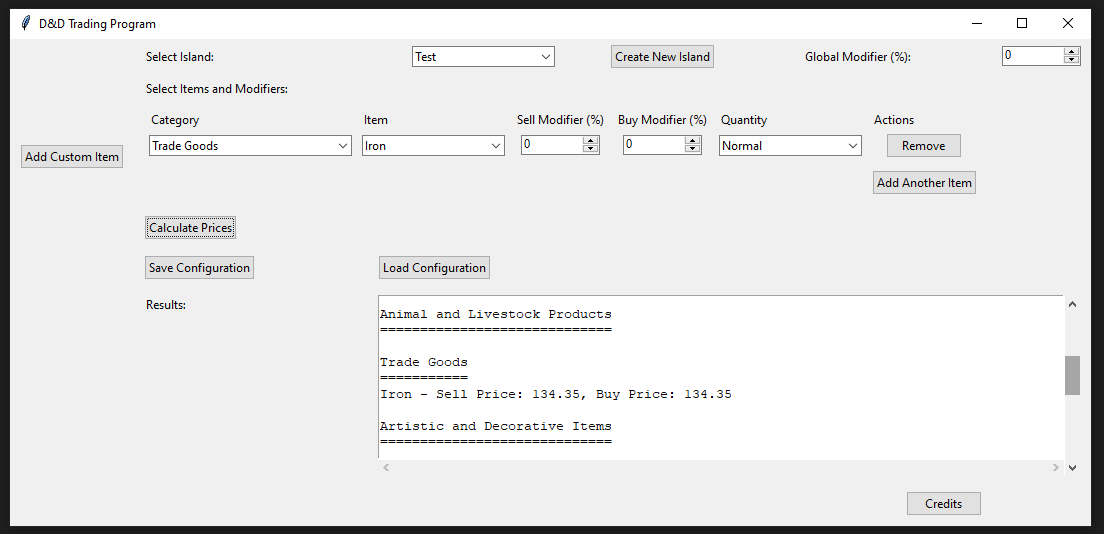 D&D Trading Program
Select Island: Test Create New Island Global Modifier (%): 0
Select Items and Modifiers:
Category Item Sell Modifier (%) Buy Modifier (%) Quantity Actions
Trade Goods Iron 0 0 Normal Remove
Add Custom Item
Add Another Item
Calculate Prices
Save Configuration Load Configuration
Results:
Animal and Livestock Products
=============================
Trade Goods
===========
Iron - Sell Price: 134.35, Buy Price: 134.35
Artistic and Decorative Items
=============================
Credits